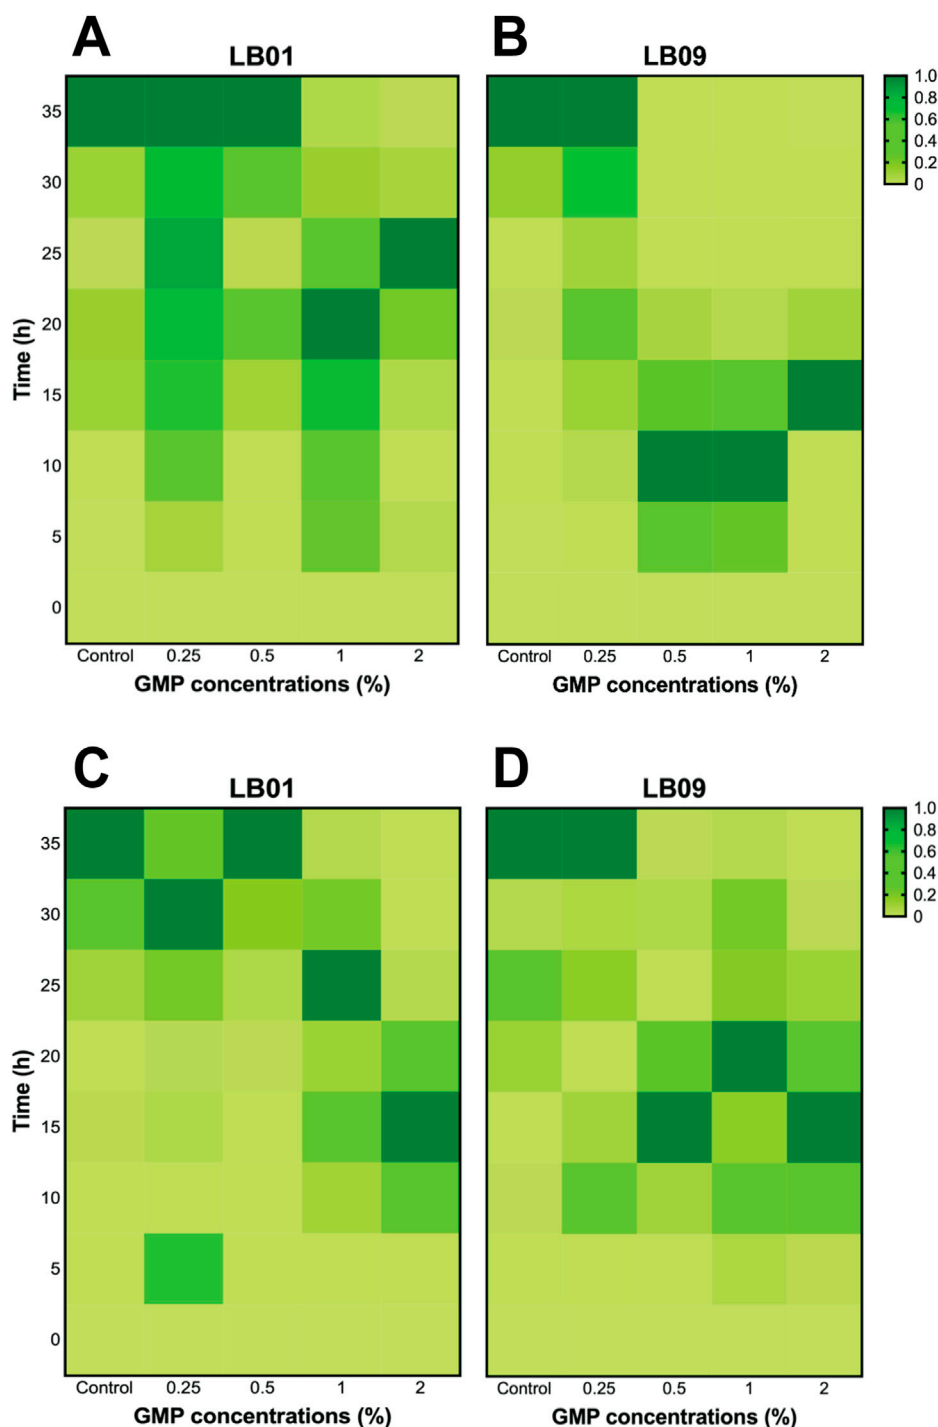 A
LB01
B
LB09
35
30
25
20
15
10
5
0
Time (h)
Control 0.25 0.5 1 2
GMP concentrations (%)
Control 0.25 0.5 1 2
GMP concentrations (%)
1.0
0.8
0.6
0.4
0.2
0
C
LB01
D
LB09
35
30
25
20
15
10
5
0
Time (h)
Control 0.25 0.5 1 2
GMP concentrations (%)
Control 0.25 0.5 1 2
GMP concentrations (%)
1.0
0.8
0.6
0.4
0.2
0